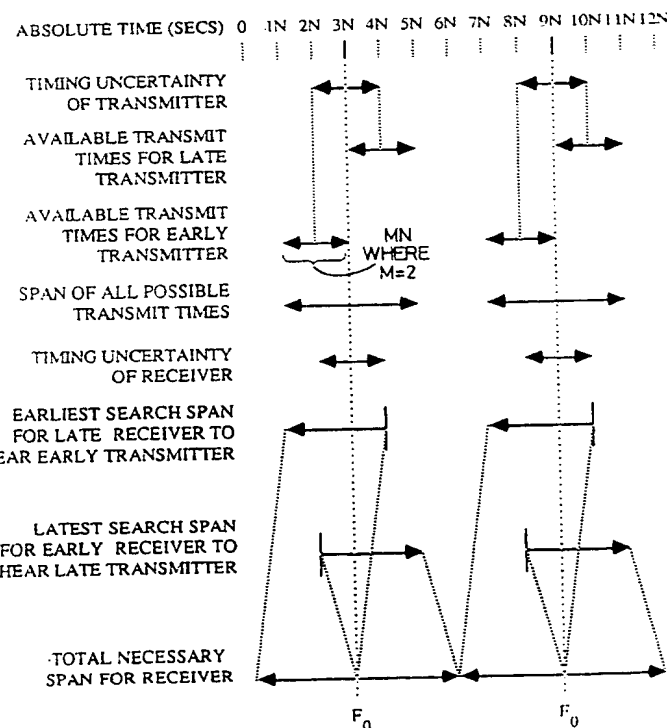 ABSOLUTE TIME (SECS) 0 1N 2N 3N 4N 5N 6N 7N 8N 9N 10N 11N 12N
TIMING UNCERTAINTY
OF TRANSMITTER
AVAILABLE TRANSMIT
TIMES FOR LATE
TRANSMITTER
AVAILABLE TRANSMIT
TIMES FOR EARLY
TRANSMITTER
MN
WHERE
M=2
SPAN OF ALL POSSIBLE
TRANSMIT TIMES
TIMING UNCERTAINTY
OF RECEIVER
EARLIEST SEARCH SPAN
FOR LATE RECEIVER TO
EAR EARLY TRANSMITTER
LATEST SEARCH SPAN
FOR EARLY RECEIVER TO
HEAR LATE TRANSMITTER
TOTAL NECESSARY
SPAN FOR RECEIVER
F0 F0